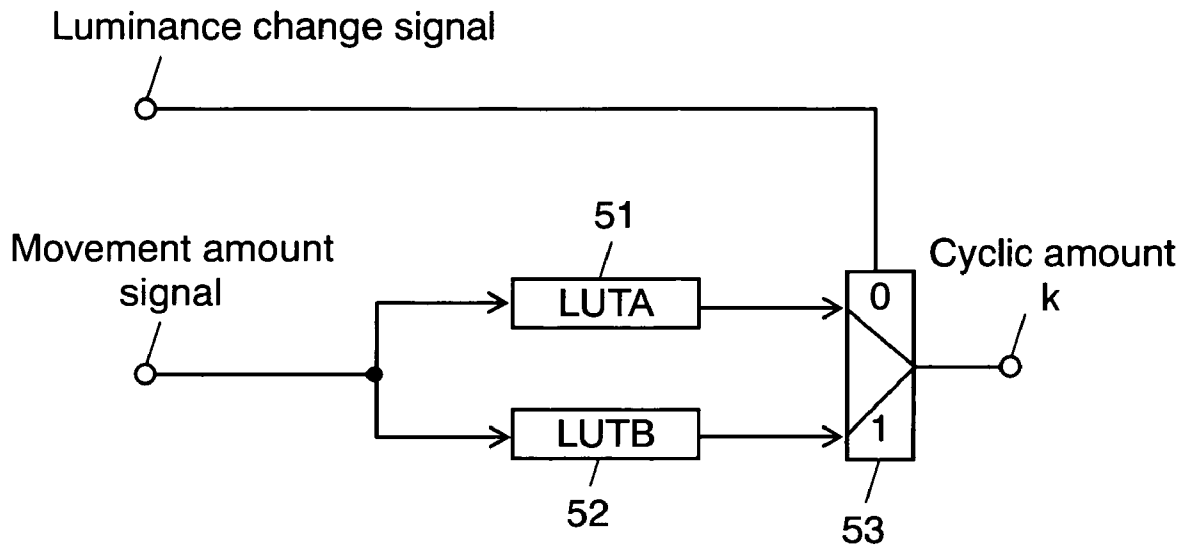 Luminance change signal
51
Movement amount
signal
LUTA
0
Cyclic amount
k
LUTB
1
52
53